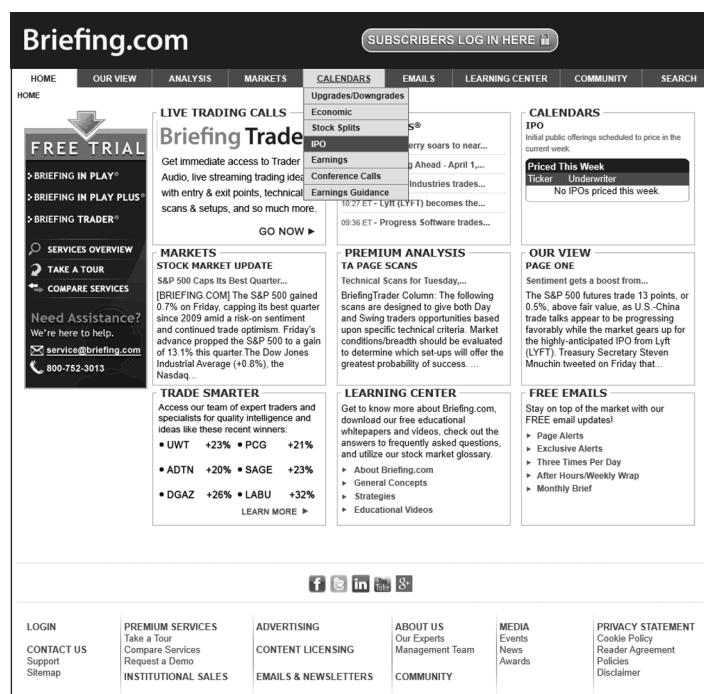 Briefing.com
SUBSCRIBERS LOG IN HERE
HOME OUR VIEW ANALYSIS MARKETS CALENDARS EMAILS LEARNING CENTER COMMUNITY SEARCH
HOME
Upgrades/Downgrades
Economic
Stock Splits
IPO
Earnings
Conference Calls
Earnings Guidance
FREE TRIAL
BRIEFING IN PLAY®
BRIEFING IN PLAY PLUS®
BRIEFING TRADER®
SERVICES OVERVIEW
TAKE A TOUR
COMPARE SERVICES
Need Assistance?
We're here to help.
service@briefing.com
800-752-3013
LIVE TRADING CALLS
Briefing Trade
Get immediate access to Trader
Audio, live streaming trading idea
with entry & exit points, technical
scans & setups, and so much more.
GO NOW ►
S®
erry soars to near...
g Ahead - April 1,...
Industries trades...
10:27 ET - Lyft (LYFT) becomes the...
09:36 ET - Progress Software trades...
CALENDARS
IPO
Initial public offerings scheduled to price in the
current week.
Priced This Week
Ticker Underwriter
No IPOs priced this week.
MARKETS
STOCK MARKET UPDATE
S&P 500 Caps Its Best Quarter...
[BRIEFING.COM] The S&P 500 gained
0.7% on Friday, capping its best quarter
since 2009 amid a risk-on sentiment
and continued trade optimism. Friday's
advance propped the S&P 500 to a gain
of 13.1% this quarter.The Dow Jones
Industrial Average (+0.8%), the
Nasdaq...
PREMIUM ANALYSIS
TA PAGE SCANS
Technical Scans for Tuesday,...
BriefingTrader Column: The following
scans are designed to give both Day
and Swing traders opportunities based
upon specific technical criteria. Market
conditions/breadth should be evaluated
to determine which set-ups will offer the
greatest probability of success. ...
OUR VIEW
PAGE ONE
Sentiment gets a boost from...
The S&P 500 futures trade 13 points, or
0.5%, above fair value, as U.S.-China
trade talks appear to be progressing
favorably while the market gears up for
the highly-anticipated IPO from Lyft
(LYFT). Treasury Secretary Steven
Mnuchin tweeted on Friday that...
TRADE SMARTER
Access our team of expert traders and
specialists for quality intelligence and
ideas like these recent winners:
• UWT +23% • PCG +21%
• ADTN +20% • SAGE +23%
• DGAZ +26% • LABU +32%
LEARN MORE ►
LEARNING CENTER
Get to know more about Briefing.com,
download our free educational
whitepapers and videos, check out the
answers to frequently asked questions,
and utilize our stock market glossary.
► About Briefing.com
► General Concepts
► Strategies
► Educational Videos
FREE EMAILS
Stay on top of the market with our
FREE email updates!
► Page Alerts
► Exclusive Alerts
► Three Times Per Day
► After Hours/Weekly Wrap
► Monthly Brief
LOGIN
CONTACT US
Support
Sitemap
PREMIUM SERVICES
Take a Tour
Compare Services
Request a Demo
INSTITUTIONAL SALES
ADVERTISING
CONTENT LICENSING
EMAILS & NEWSLETTERS
ABOUT US
Our Experts
Management Team
COMMUNITY
MEDIA
Events
News
Awards
PRIVACY STATEMENT
Cookie Policy
Reader Agreement
Policies
Disclaimer